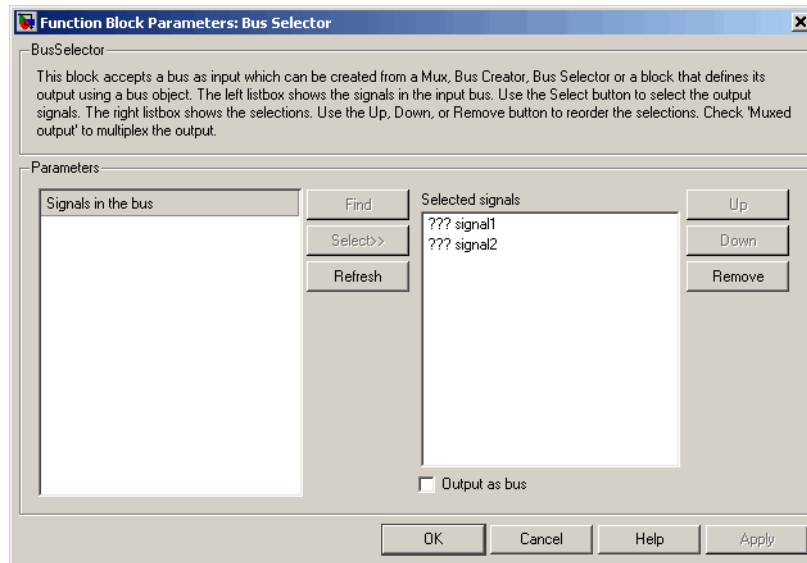 Function Block Parameters: Bus Selector
BusSelector
This block accepts a bus as input which can be created from a Mux, Bus Creator, Bus Selector or a block that defines its
output using a bus object. The left listbox shows the signals in the input bus. Use the Select button to select the output
signals. The right listbox shows the selections. Use the Up, Down, or Remove button to reorder the selections. Check 'Muxed
output' to multiplex the output.
Parameters
Signals in the bus
Find
Select>>
Refresh
Selected signals
??? signal1
??? signal2
Up
Down
Remove
Output as bus
OK
Cancel
Help
Apply